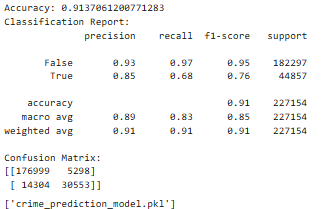 Accuracy: 0.9137061200771283
Classification Report:
precision recall f1-score support
False 0.93 0.97 0.95 182297
True 0.85 0.68 0.76 44857
accuracy 0.91 227154
macro avg 0.89 0.83 0.85 227154
weighted avg 0.91 0.91 0.91 227154
Confusion Matrix:
[[176999 5298]
[ 14304 30553]]
['crime_prediction_model.pkl']